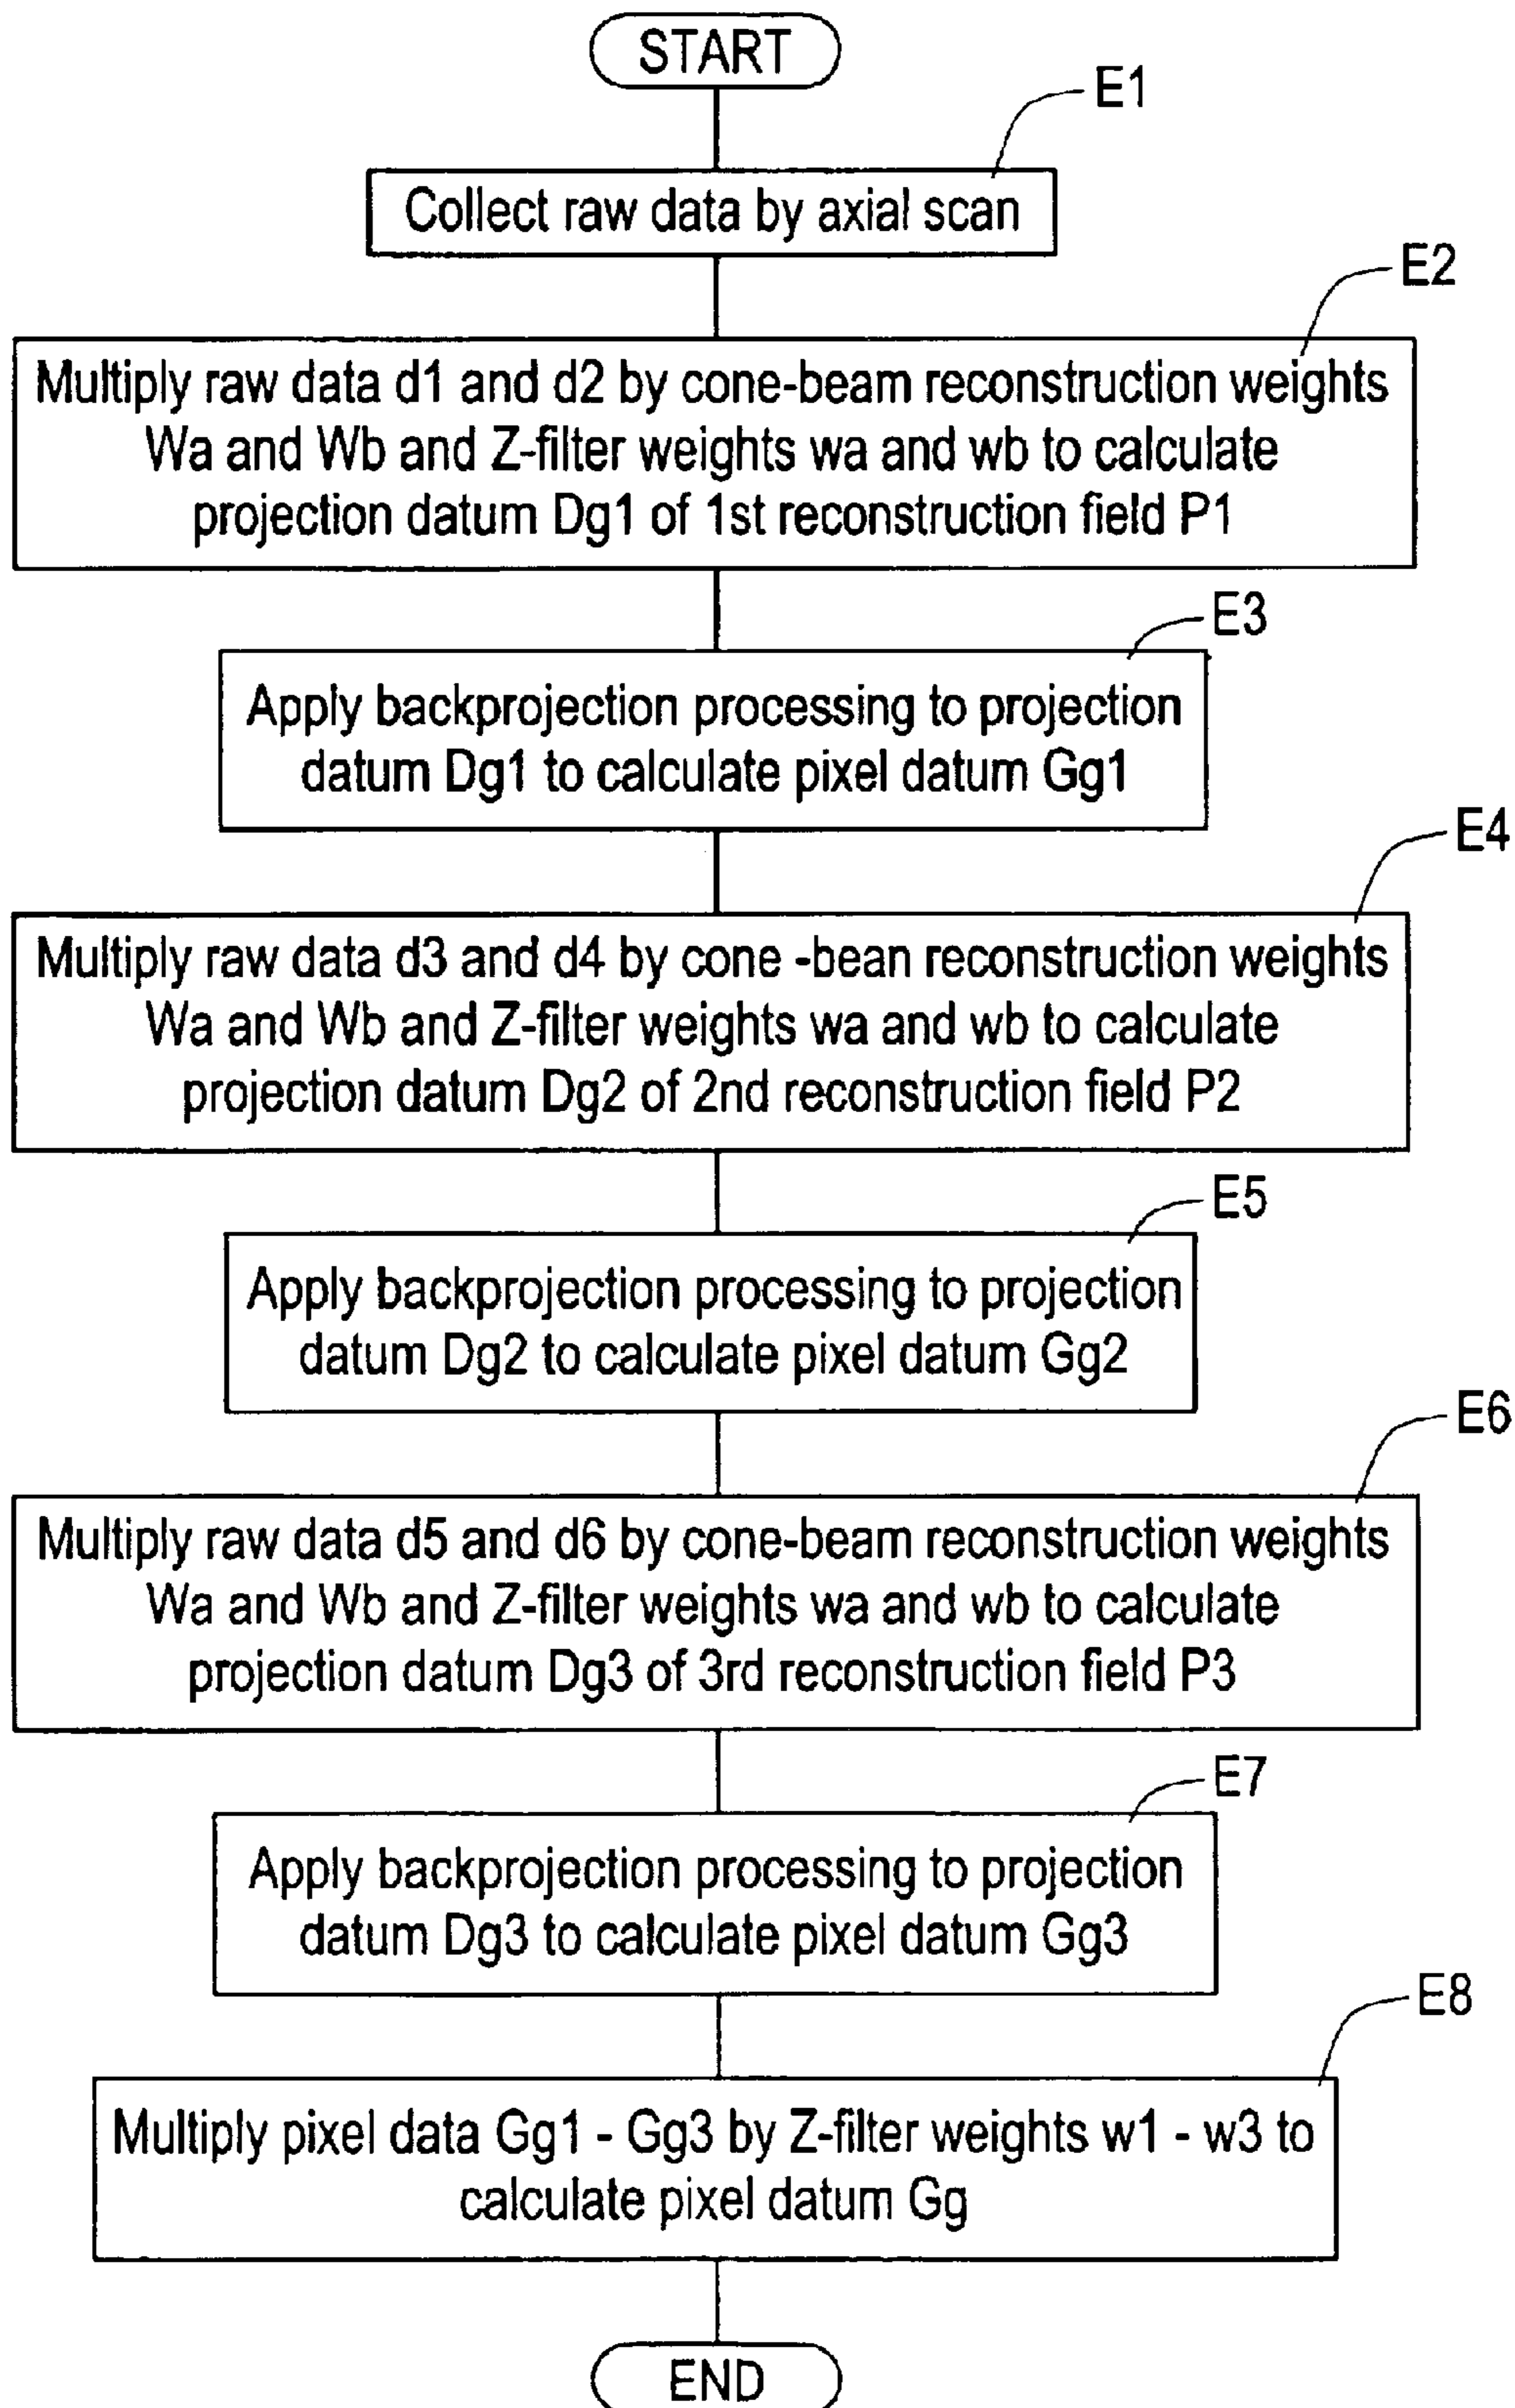 START
E1
Collect raw data by axial scan
E2
Multiply raw data d1 and d2 by cone-beam reconstruction weights
Wa and Wb and Z-filter weights wa and wb to calculate
projection datum Dg1 of 1st reconstruction field P1
E3
Apply backprojection processing to projection
datum Dg1 to calculate pixel datum Gg1
E4
Multiply raw data d3 and d4 by cone -bean reconstruction weights
Wa and Wb and Z-filter weights wa and wb to calculate
projection datum Dg2 of 2nd reconstruction field P2
E5
Apply backprojection processing to projection
datum Dg2 to calculate pixel datum Gg2
E6
Multiply raw data d5 and d6 by cone-beam reconstruction weights
Wa and Wb and Z-filter weights wa and wb to calculate
projection datum Dg3 of 3rd reconstruction field P3
E7
Apply backprojection processing to projection
datum Dg3 to calculate pixel datum Gg3
E8
Multiply pixel data Gg1 - Gg3 by Z-filter weights w1 - w3 to
calculate pixel datum Gg
END